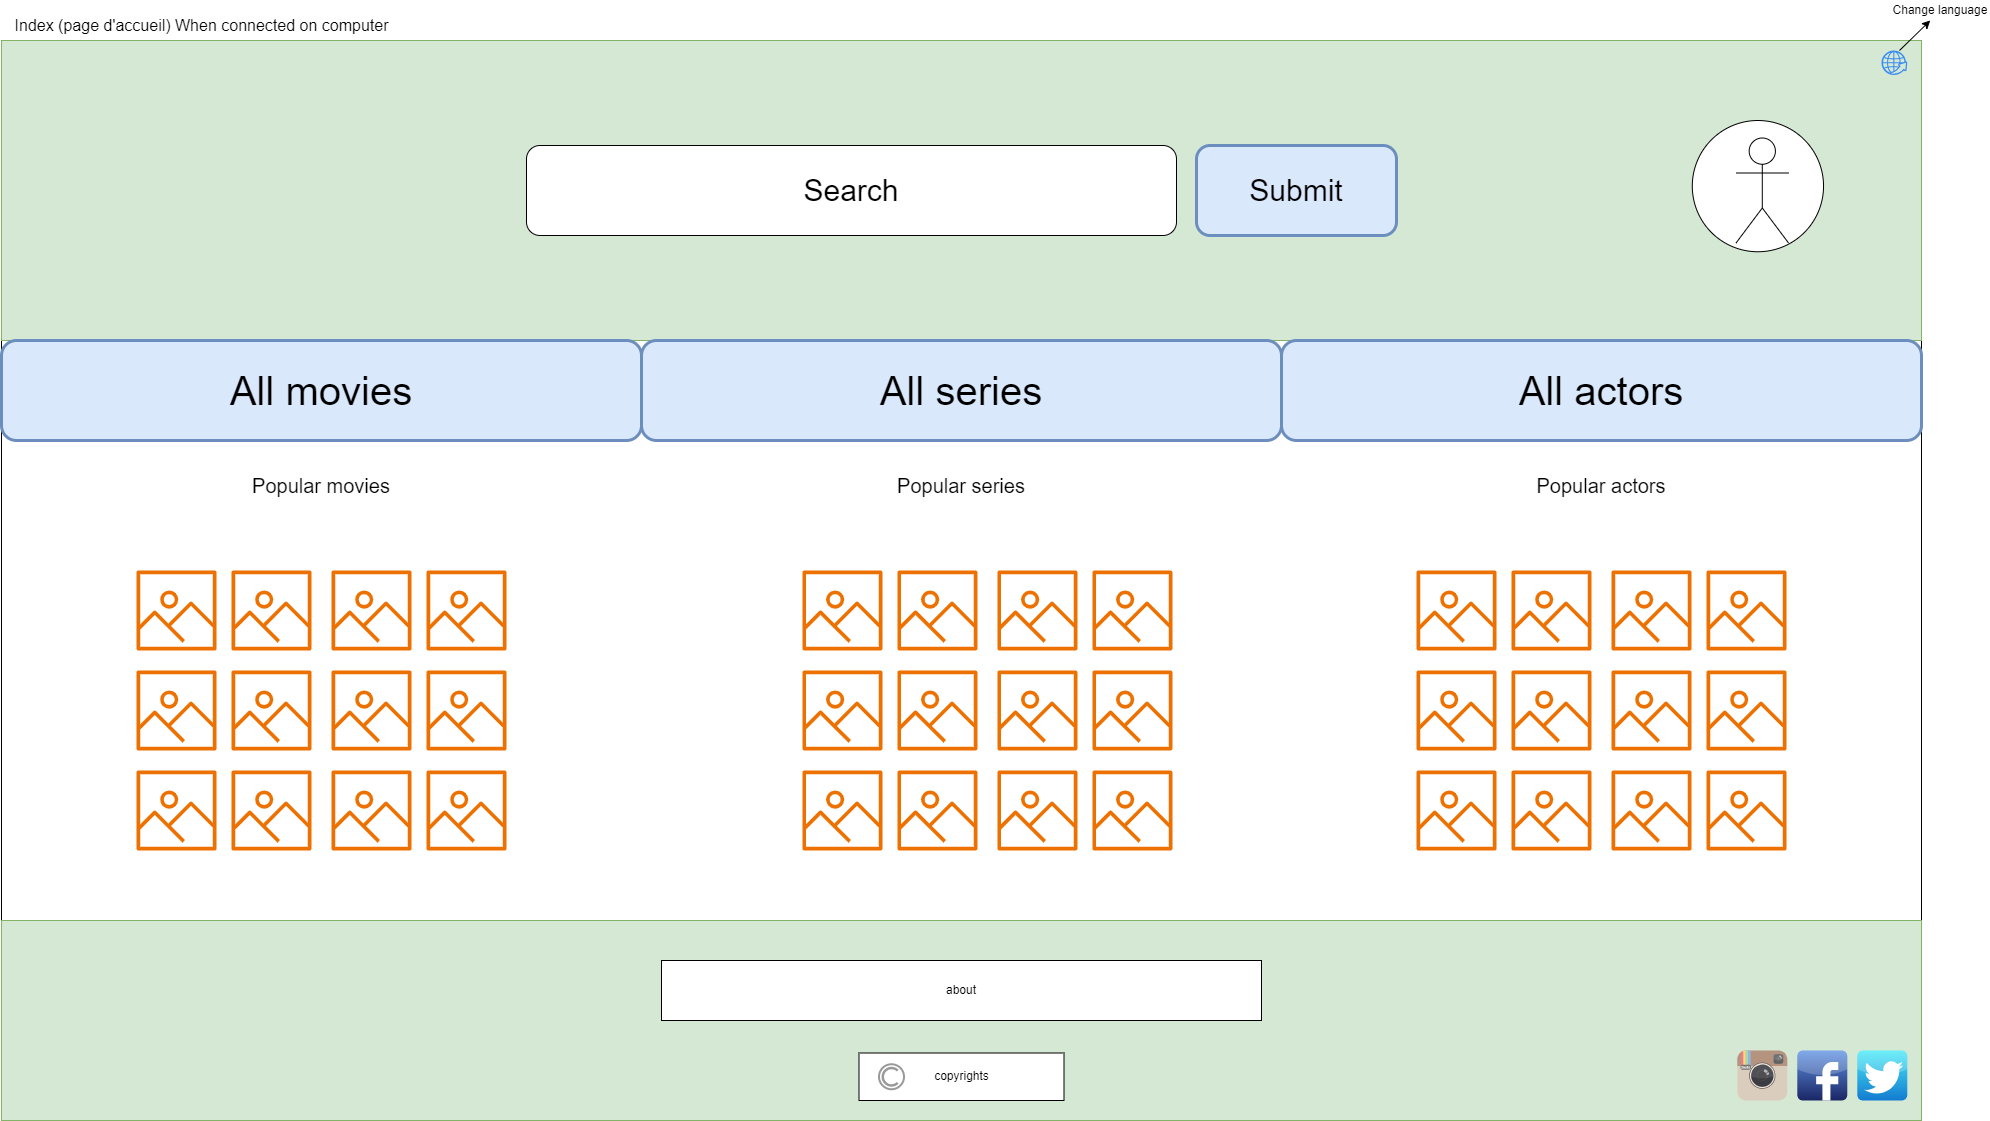 Change language
Index (page d'accueil) When connected on computer
Search
Submit
All movies
All series
All actors
Popular movies
Popular series
Popular actors
about
copyrights